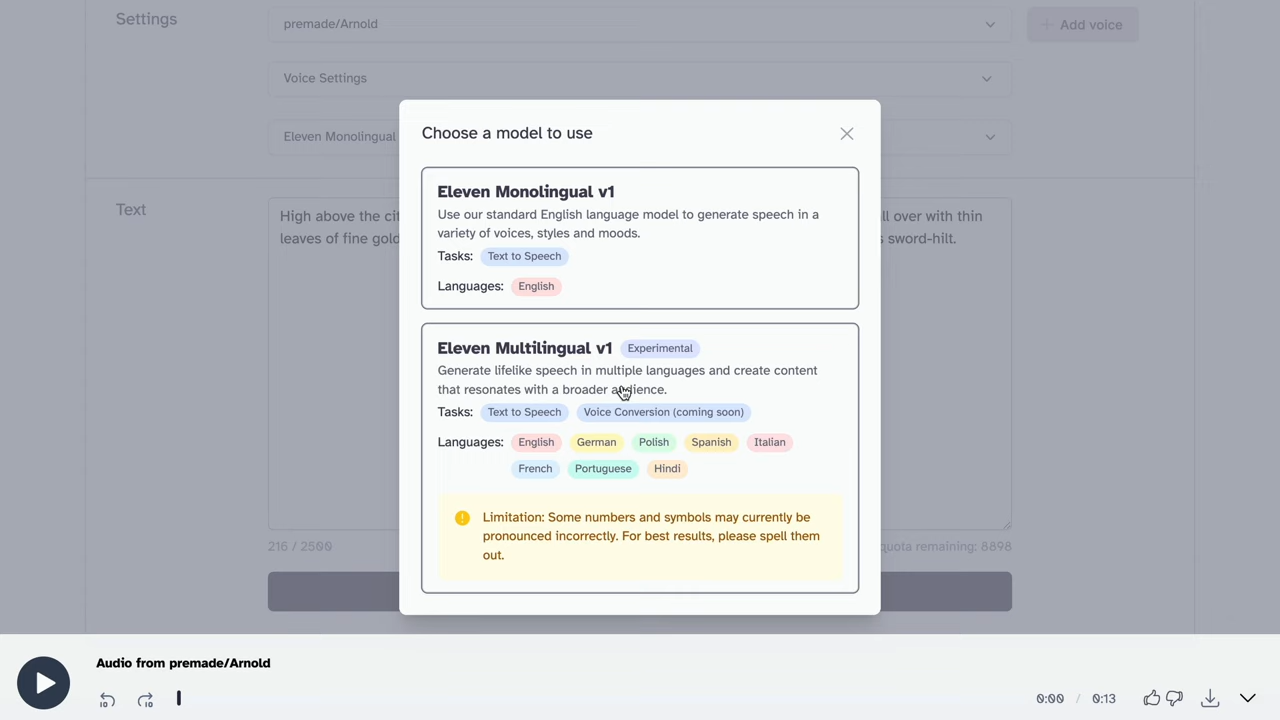 Settings
premade/Arnold
Add voice
Voice Settings
Eleven Monolingual
Choose a model to use
Eleven Monolingual v1
Use our standard English language model to generate speech in a
variety of voices, styles and moods.
Tasks: Text to Speech
Languages: English
Text
High above the cit
ll over with thin
leaves of fine gold
s sword-hilt.
Eleven Multilingual v1 Experimental
Generate lifelike speech in multiple languages and create content
that resonates with a broader audience.
Tasks: Text to Speech Voice Conversion (coming soon)
Languages: English German Polish Spanish Italian
French Portuguese Hindi
Limitation: Some numbers and symbols may currently be
pronounced incorrectly. For best results, please spell them
out.
216 / 2500
quota remaining: 8898
Audio from premade/Arnold
10 10
0:00 / 0:13